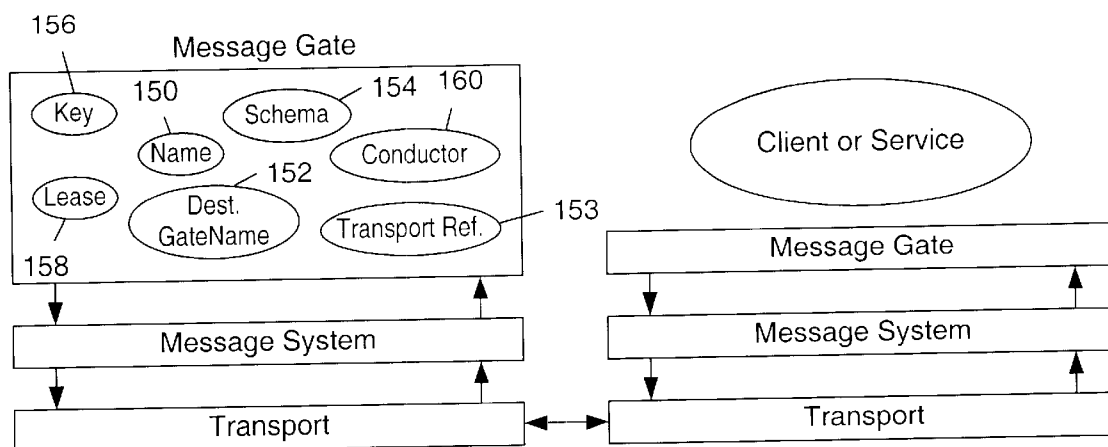 156
Message Gate
150
154
160
Key
Schema
Name
Conductor
Client or Service
152
Lease
Dest.
GateName
Transport Ref.
153
158
Message Gate
Message System
Message System
Transport
Transport